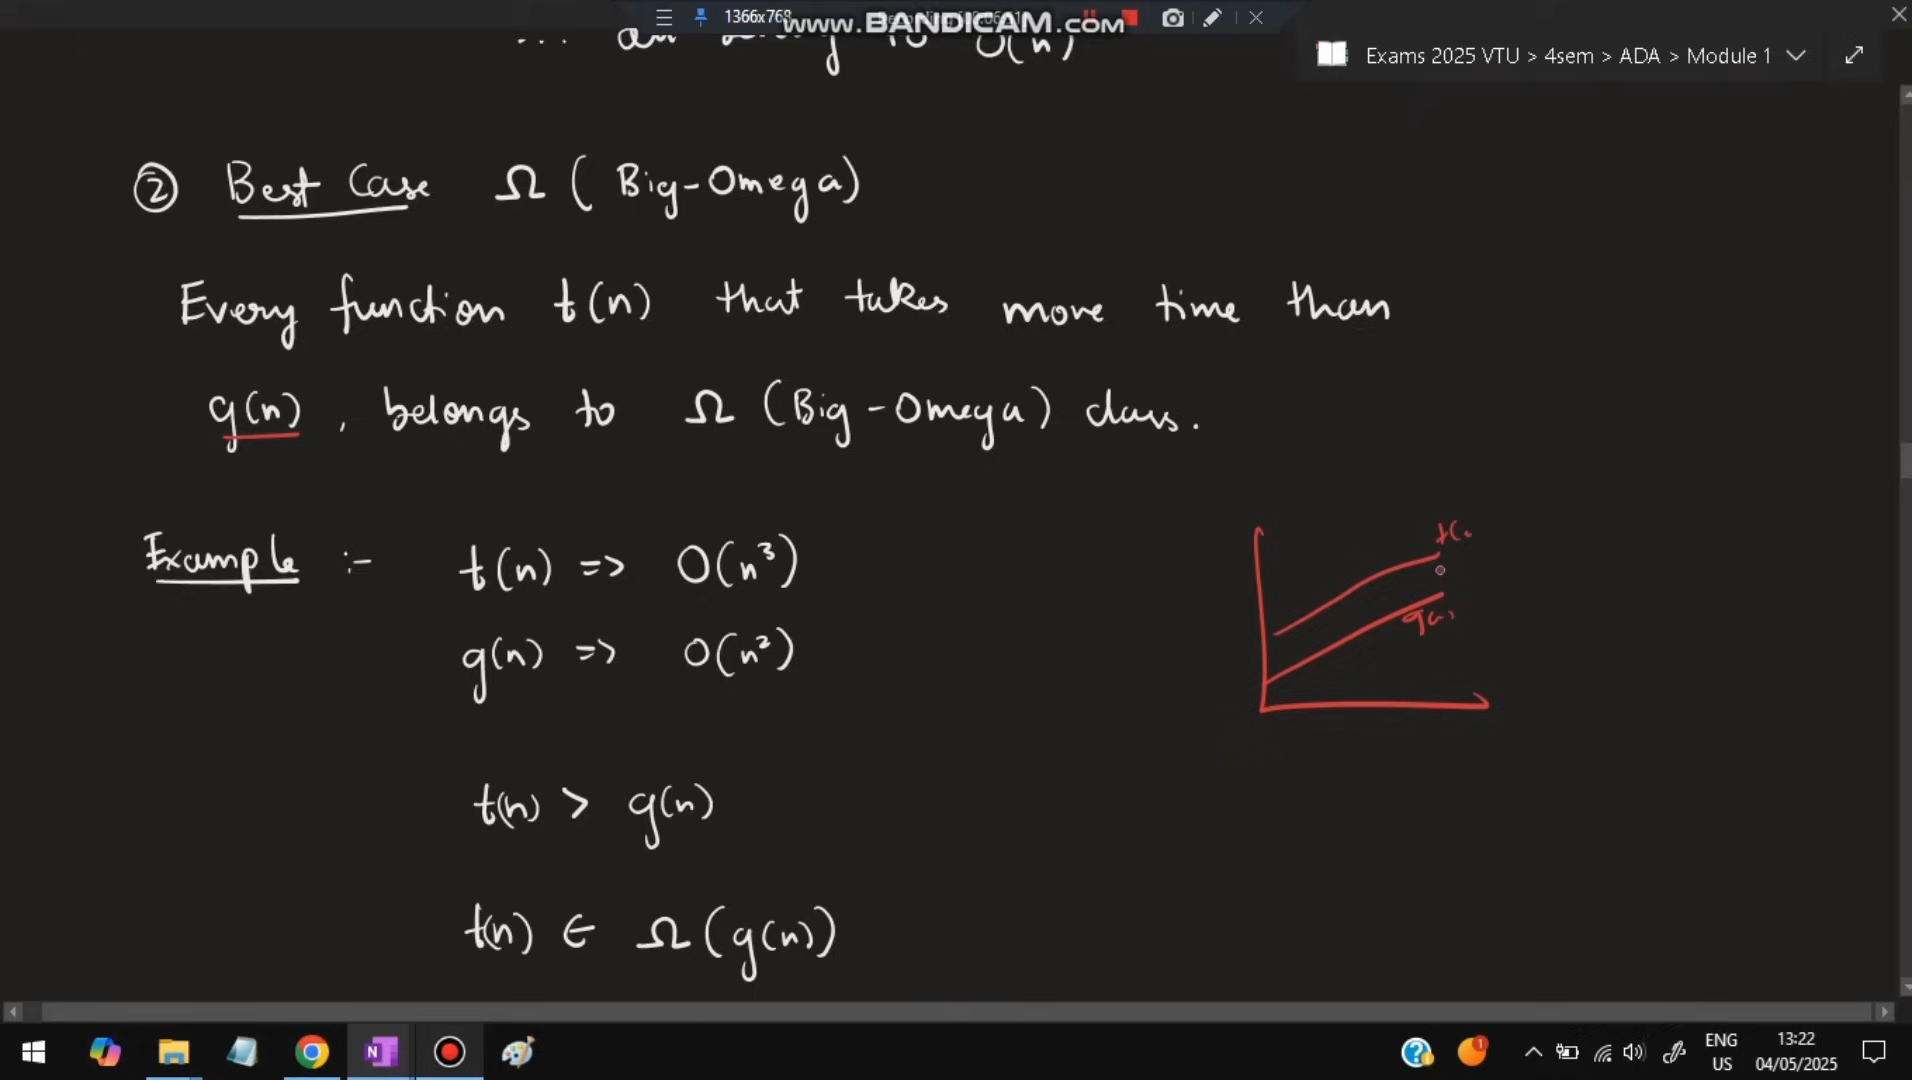 1366x768
www.BANDICAM.com
Exams 2025 VTU > 4sem > ADA > Module 1
to O(n)
② Best Case Ω ( Big-Omega)
Every function t(n) that takes more time than
g(n) , belongs to Ω (Big-Omega) class.
Example :- t(n) => O(n³)
g(n) => O(n²)
t(n) > g(n)
t(n) ∈ Ω(g(n))
ENG
US
13:22
04/05/2025
1